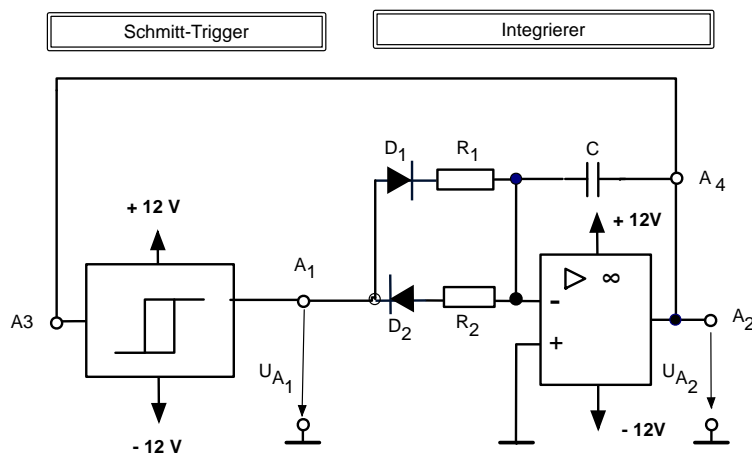 Schmitt-Trigger
Integrierer
D1
R1
C
A4
+ 12 V
+ 12V
A1
∞
A3
D2
R2
-
A2
+
UA1
UA2
- 12 V
- 12V